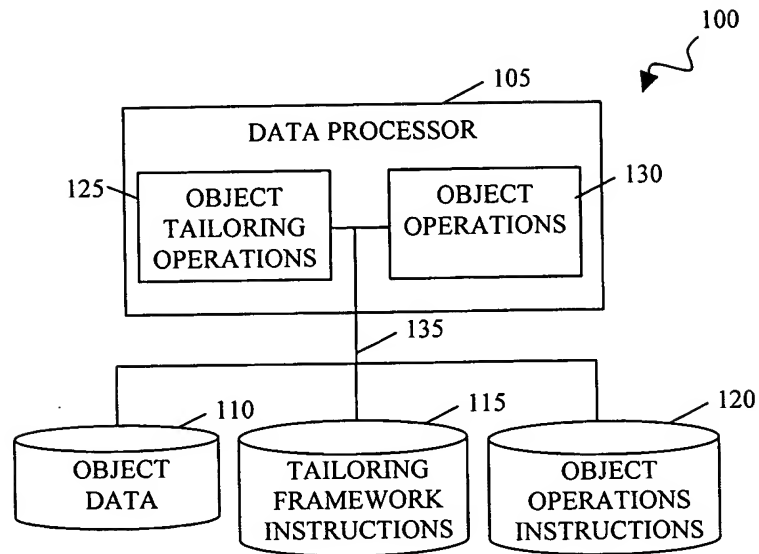 100
105
DATA PROCESSOR
125
OBJECT
TAILORING
OPERATIONS
OBJECT
OPERATIONS
130
135
110
115
120
OBJECT
DATA
TAILORING
FRAMEWORK
INSTRUCTIONS
OBJECT
OPERATIONS
INSTRUCTIONS